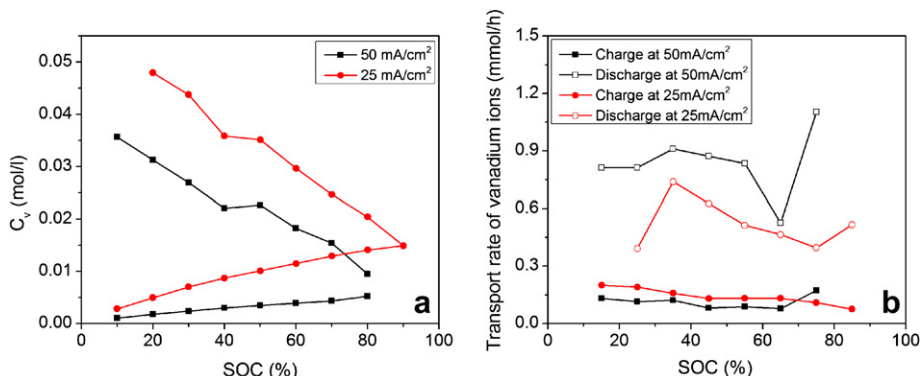 0.05
0.04
0.03
0.02
0.01
0.00
C_v (mol/l)
50 mA/cm²
25 mA/cm²
a
0 20 40 60 80 100
SOC (%)
1.5
1.2
0.9
0.6
0.3
0.0
Transport rate of vanadium ions (mmol/h)
Charge at 50mA/cm²
Discharge at 50mA/cm²
Charge at 25mA/cm²
Discharge at 25mA/cm²
b
0 20 40 60 80 100
SOC (%)